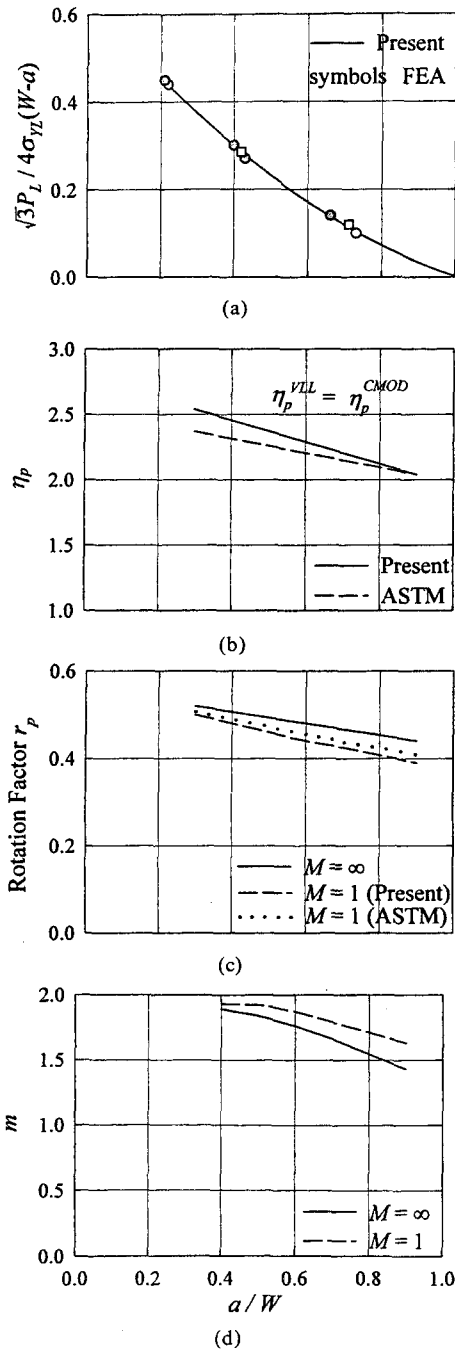 0.6
Present
symbols FEA
0.4
0.2
0.0
√3P_L / 4σ_YL(W-a)
(a)
3.0
η_p^VLL = η_p^CMOD
2.5
2.0
1.5
1.0
η_p
Present
ASTM
(b)
0.6
0.4
0.2
0.0
Rotation Factor r_p
M = ∞
M = 1 (Present)
M = 1 (ASTM)
(c)
2.0
1.5
1.0
0.5
0.0
m
M = ∞
M = 1
0.0 0.2 0.4 0.6 0.8 1.0
a / W
(d)